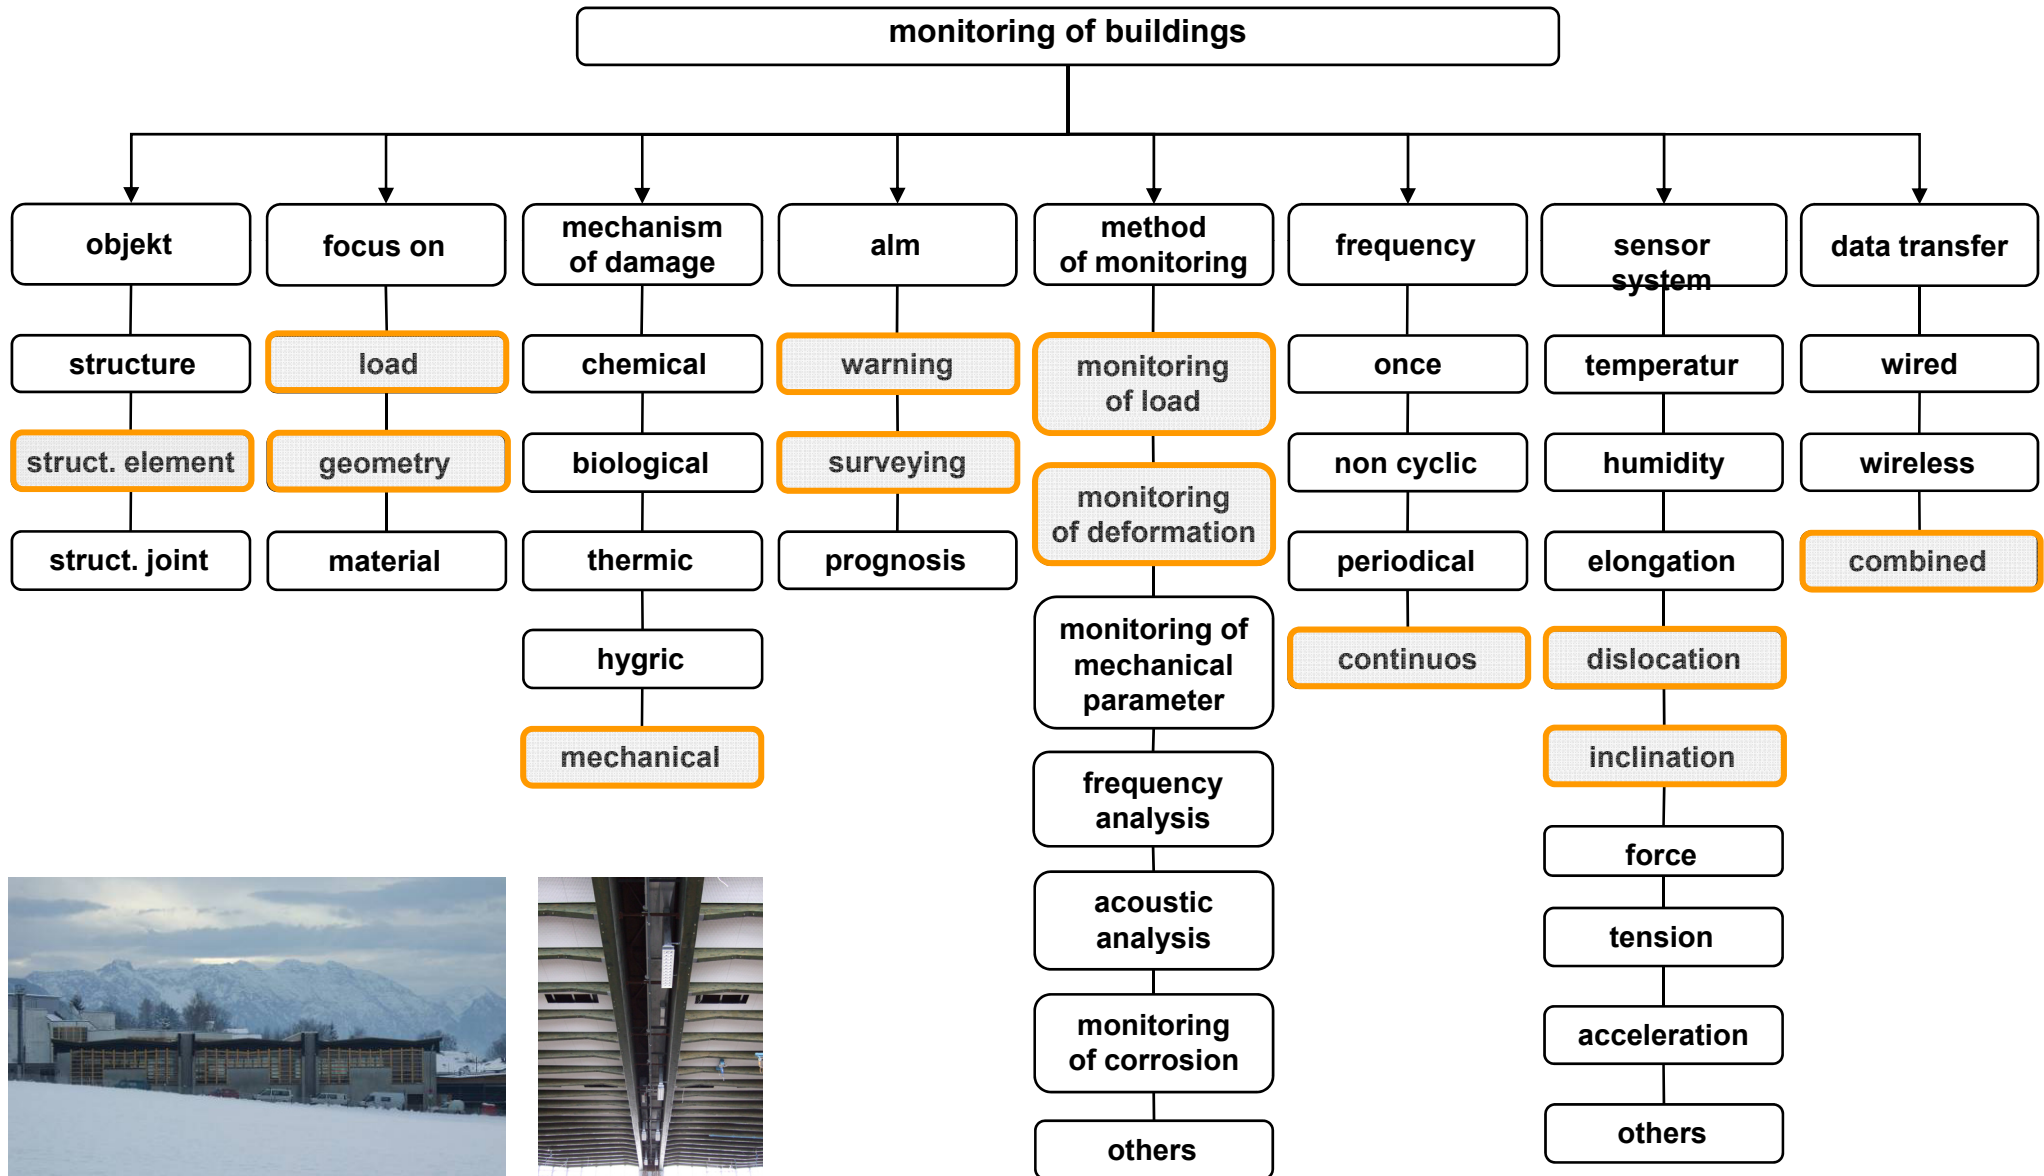 monitoring of buildings
objekt
structure
struct. element
struct. joint
focus on
load
geometry
material
mechanism
of damage
chemical
biological
thermic
hygric
mechanical
alm
warning
surveying
prognosis
method
of monitoring
monitoring
of load
monitoring
of deformation
monitoring of
mechanical
parameter
frequency
analysis
acoustic
analysis
monitoring
of corrosion
others
frequency
once
non cyclic
periodical
continuos
sensor
system
temperatur
humidity
elongation
dislocation
inclination
force
tension
acceleration
others
data transfer
wired
wireless
combined